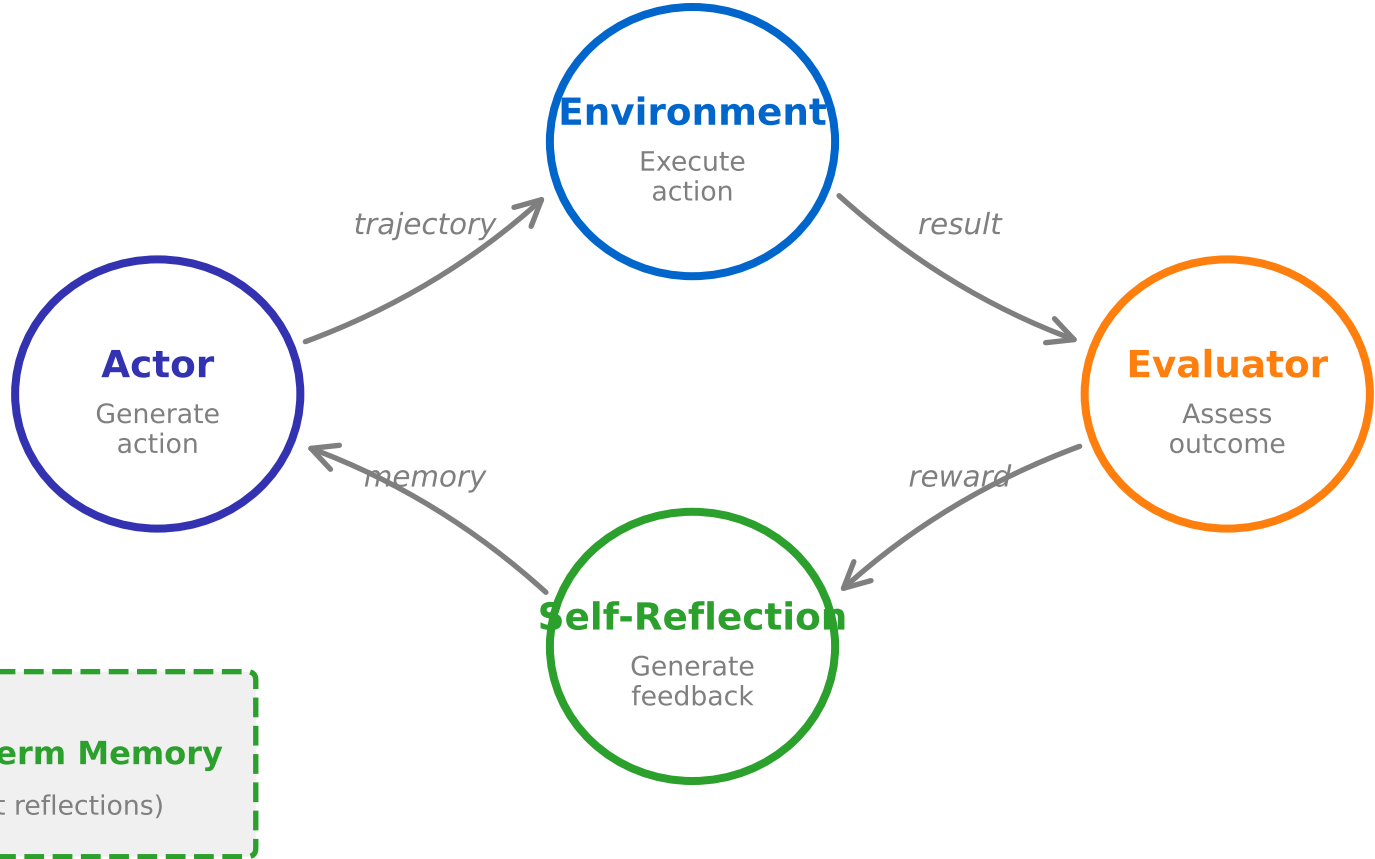 Environment
Execute
action
trajectory
result
Actor
Generate
action
Evaluator
Assess
outcome
memory
reward
Self-Reflection
Generate
feedback
Memory
reflections)